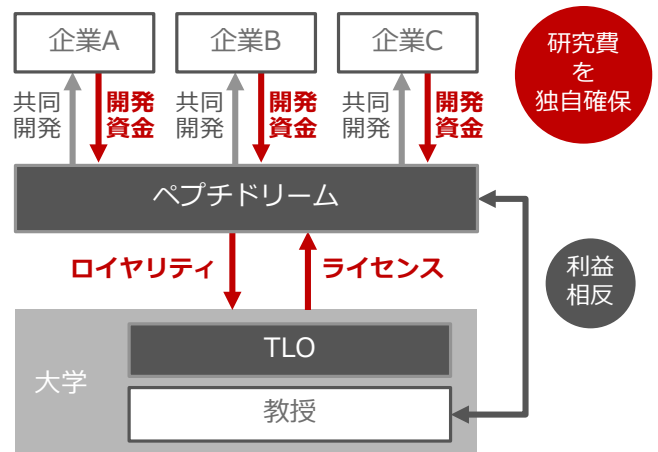 企業A
企業B
企業C
研究費
を
独自確保
共同
開発
開発
資金
共同
開発
開発
資金
共同
開発
開発
資金
ペプチドリーム
ロイヤリティ
ライセンス
利益
相反
大学
TLO
教授